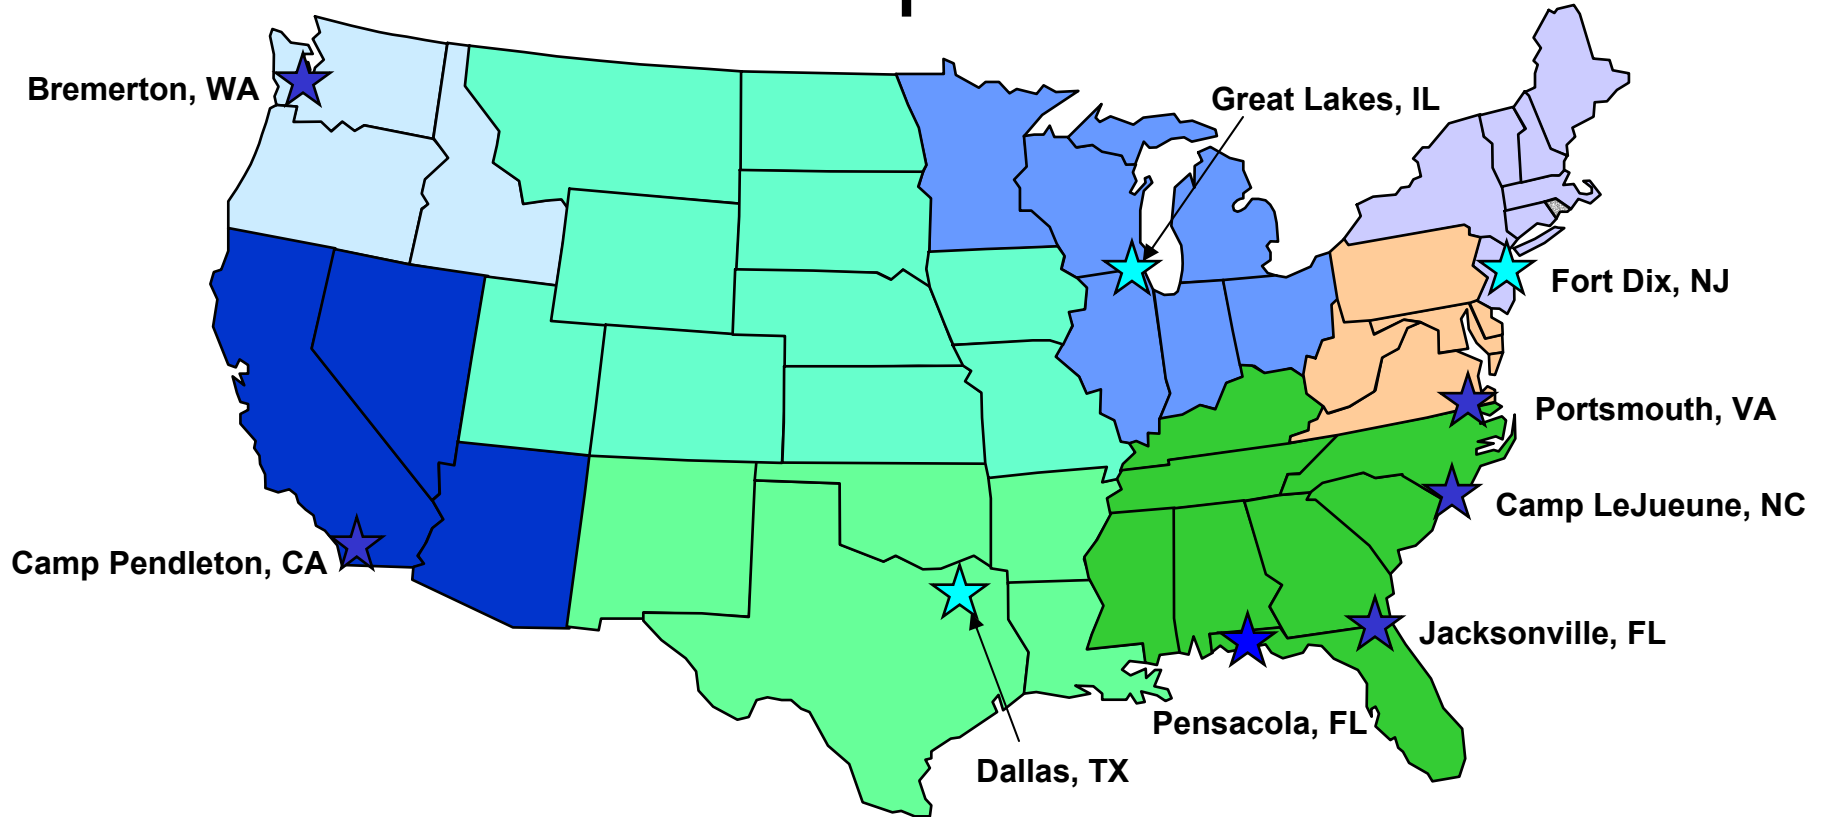 Bremerton, WA
Great Lakes, IL
Fort Dix, NJ
Portsmouth, VA
Camp LeJueune, NC
Camp Pendleton, CA
Jacksonville, FL
Pensacola, FL
Dallas, TX